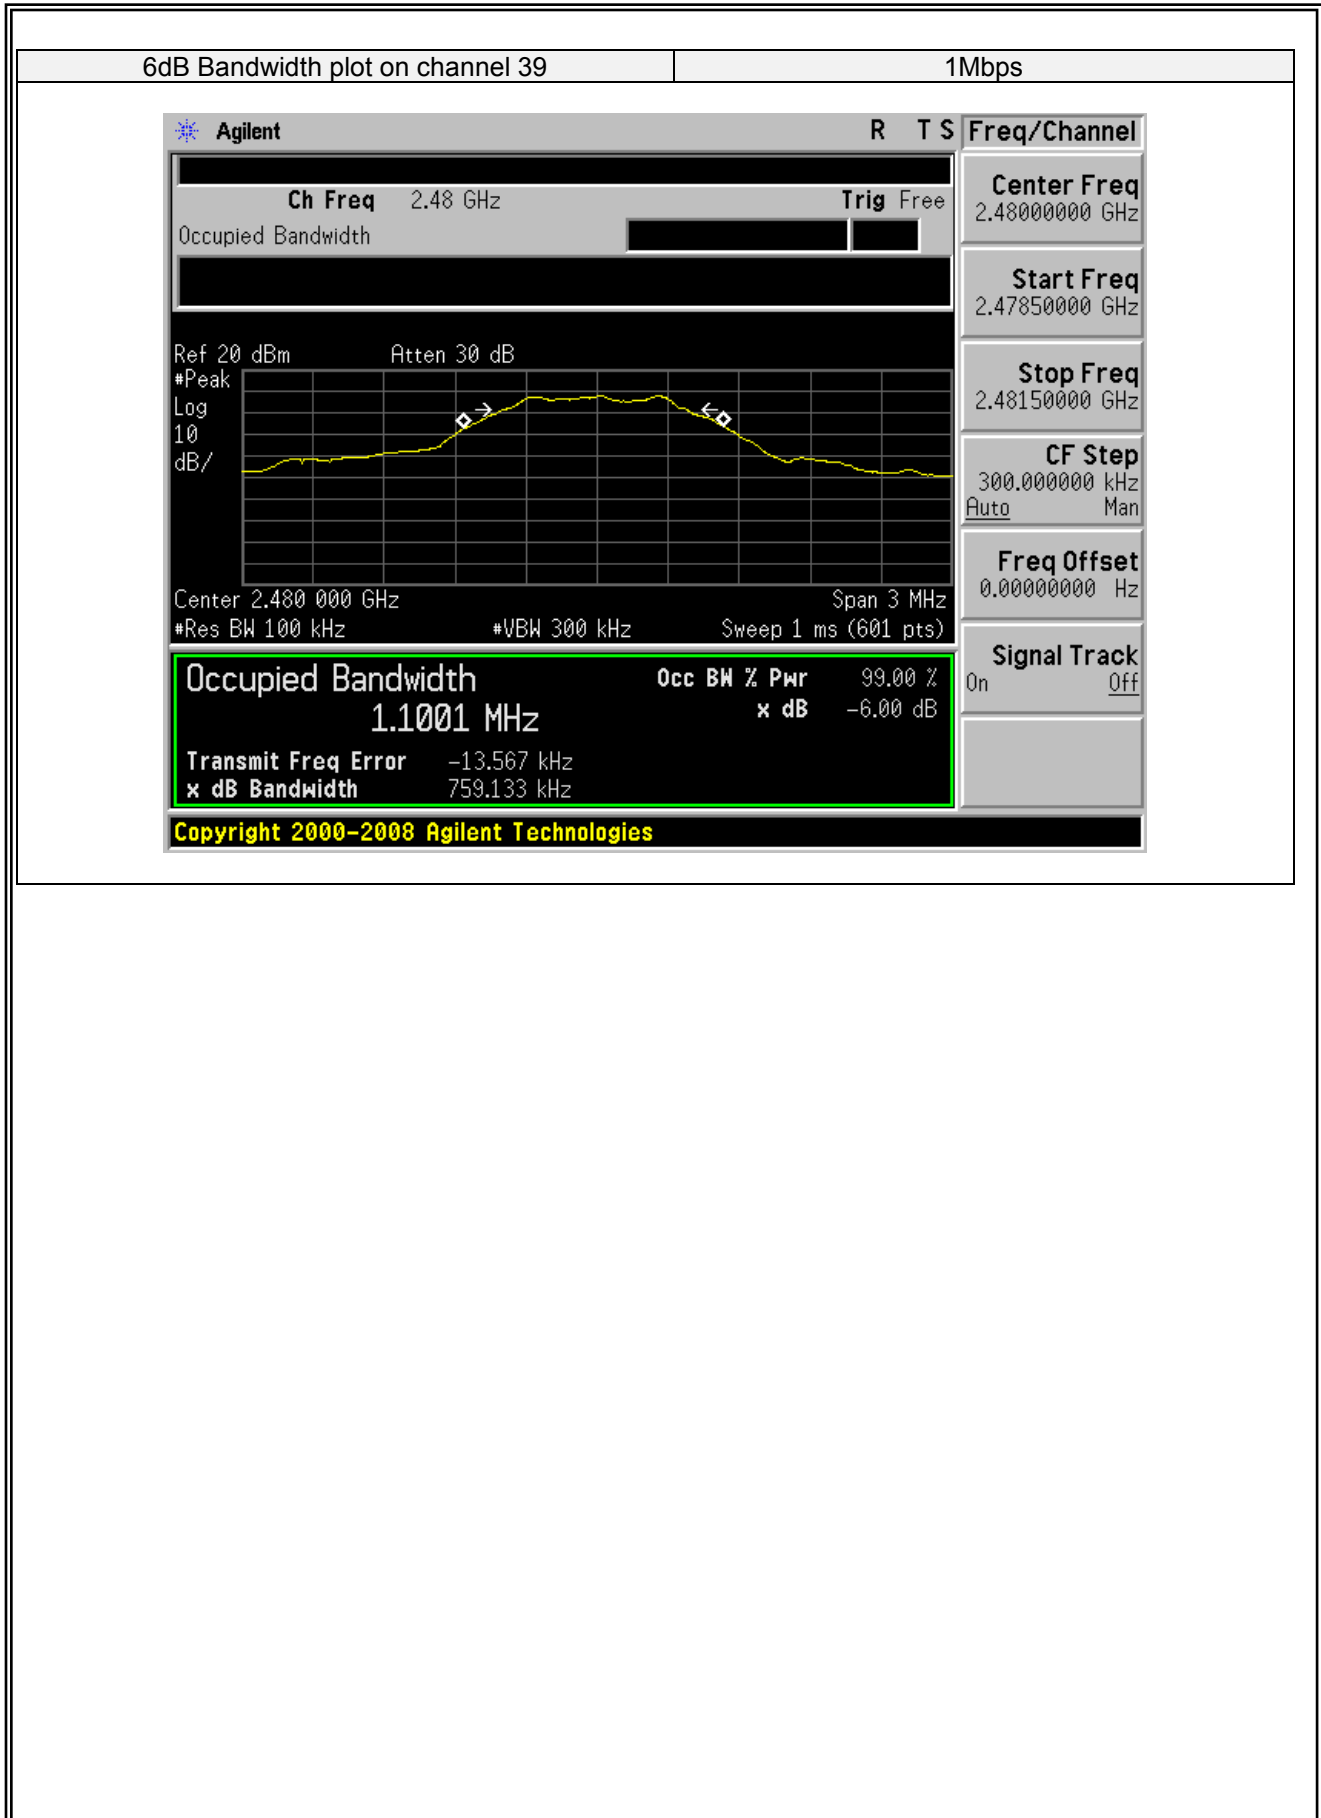 6dB Bandwidth plot on channel 39 1Mbps
Agilent R T S Freq/Channel
Ch Freq 2.48 GHz Trig Free
Occupied Bandwidth
Center Freq
2.48000000 GHz
Start Freq
2.47850000 GHz
Stop Freq
2.48150000 GHz
CF Step
300.000000 kHz
Auto Man
Freq Offset
0.00000000 Hz
Signal Track
On Off
Ref 20 dBm Atten 30 dB
#Peak
Log
10
dB/
Center 2.480 000 GHz Span 3 MHz
#Res BW 100 kHz #VBW 300 kHz Sweep 1 ms (601 pts)
Occupied Bandwidth Occ BW % Pwr 99.00 %
1.1001 MHz x dB -6.00 dB
Transmit Freq Error -13.567 kHz
x dB Bandwidth 759.133 kHz
Copyright 2000-2008 Agilent Technologies